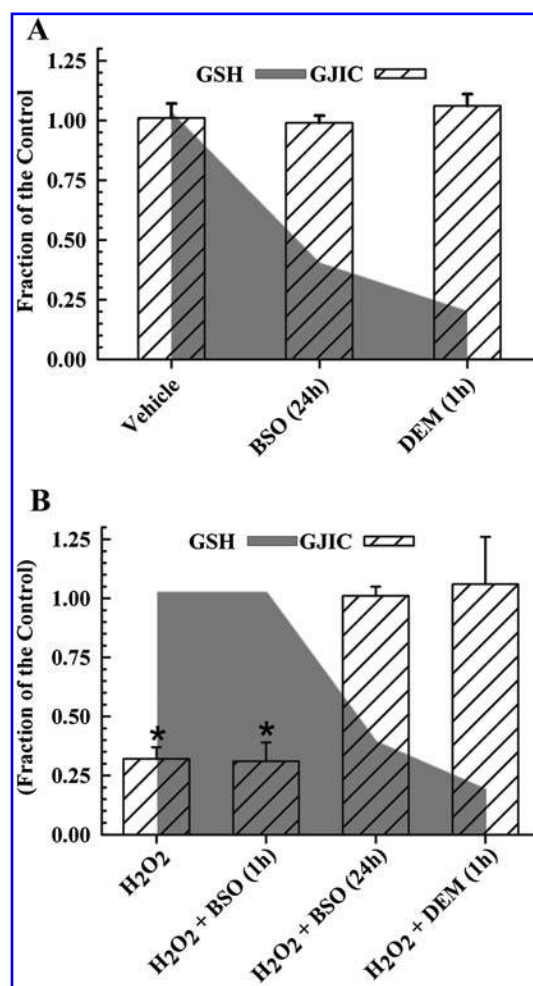 A
GSH GJIC
1.25
1.00
0.75
0.50
0.25
0.00
Fraction of the Control
Vehicle
BSO (24h)
DEM (1h)
B
GSH GJIC
1.25
1.00
0.75
0.50
0.25
0.00
(Fraction of the Control)
*
*
H₂O₂
H₂O₂ + BSO (1h)
H₂O₂ + BSO (24h)
H₂O₂ + DEM (1h)